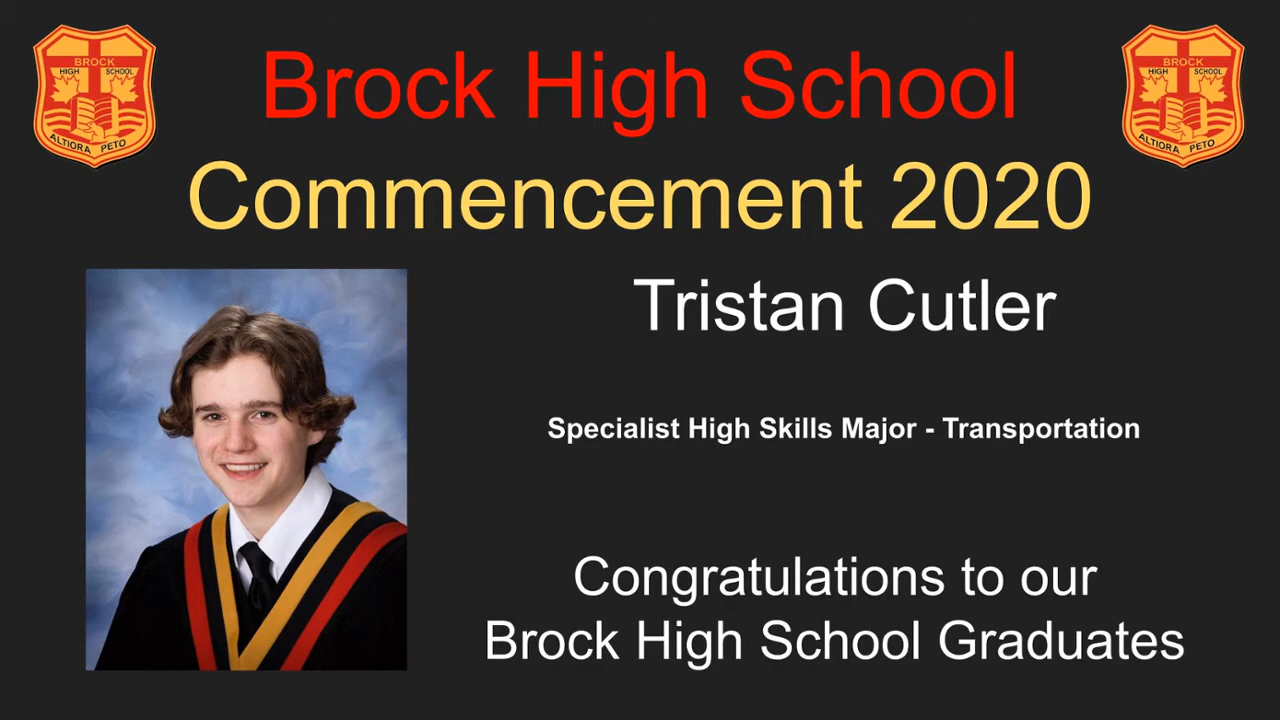 BROCK
HIGH SCHOOL
ALTIORA PETO
Brock High School
BROCK
HIGH SCHOOL
ALTIORA PETO
Commencement 2020
Tristan Cutler
Specialist High Skills Major - Transportation
Congratulations to our
Brock High School Graduates